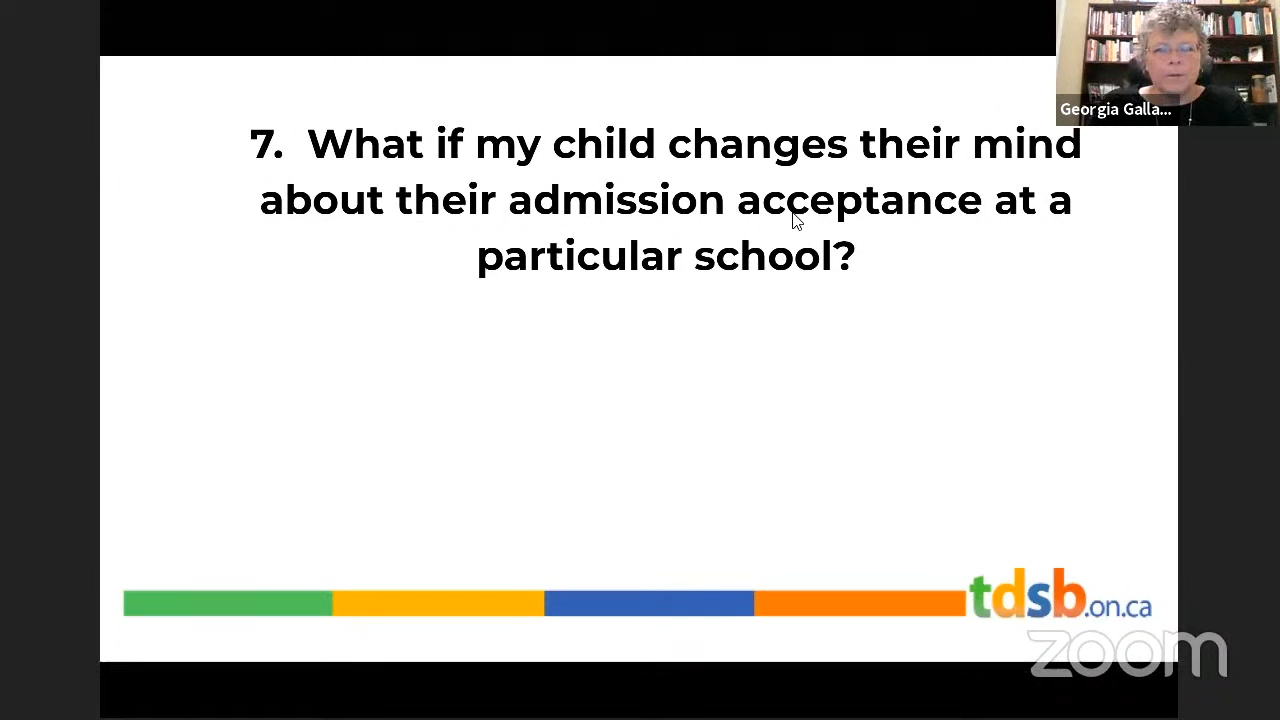 Georgia Galla...
7. What if my child changes their mind
about their admission acceptance at a
particular school?
tdsb.on.ca
zoom